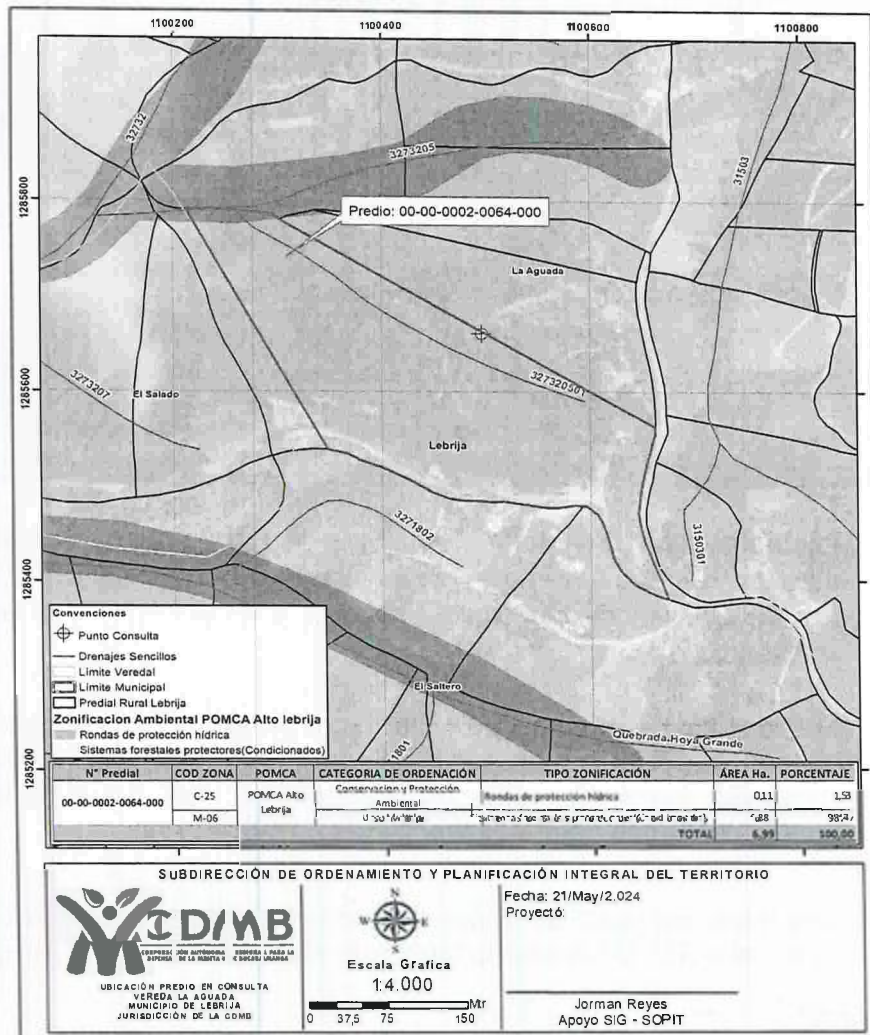 1100200 1100400 1100600 1100800
1285800
1285600
1285400
1285200
32732
3273205
31503
Predio: 00-00-0002-0064-000
La Aguada
327320501
3273207
El Salado
Lebrija
3271802
3150301
El Saltero
Quebrada Hoya Grande
1801
Convenciones
Punto Consulta
Drenajes Sencillos
Limite Veredal
Limite Municipal
Predial Rural Lebrija
Zonificacion Ambiental POMCA Alto lebrija
Rondas de protección hídrica
Sistemas forestales protectores(Condicionados)
N° Predial COD ZONA POMCA CATEGORIA DE ORDENACIÓN TIPO ZONIFICACIÓN ÁREA Ha. PORCENTAJE
00-00-0002-0064-000 C-25 POMCA Alto Lebrija Conservación y Protección Ambiental Rondas de protección hídrica 0,11 1,53
M-06
TOTAL 6,99 100,00
SUBDIRECCIÓN DE ORDENAMIENTO Y PLANIFICACIÓN INTEGRAL DEL TERRITORIO
CDMB
UBICACIÓN PREDIO EN CONSULTA
VEREDA LA AGUADA
MUNICIPIO DE LEBRIJA
JURISDICCIÓN DE LA CDMB
N
W E
S
Escala Grafica
1:4.000
Mtr
0 37,5 75 150
Fecha: 21/May/2.024
Proyectó:
Jorman Reyes
Apoyo SIG - SOPIT